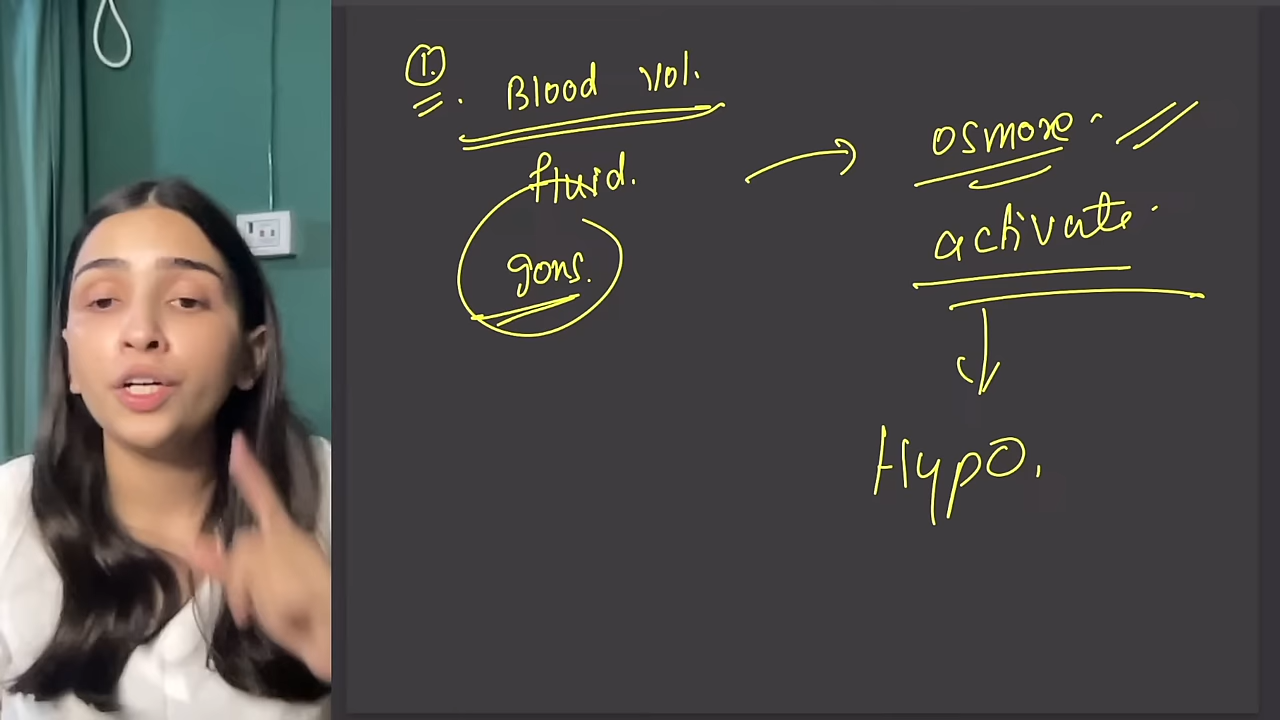 1.
Blood vol.
fluid.
ions.
osmore.
activate.
Hypo.